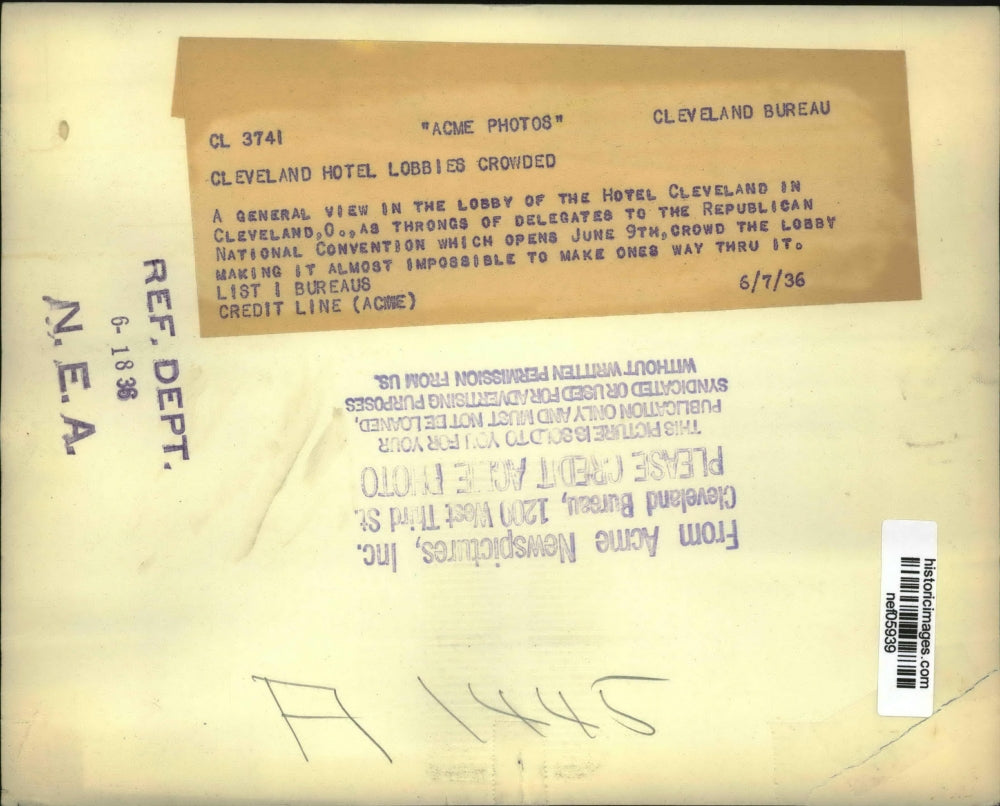 CL 3741 "ACME PHOTOS" CLEVELAND BUREAU
CLEVELAND HOTEL LOBBIES CROWDED
A GENERAL VIEW IN THE LOBBY OF THE HOTEL CLEVELAND IN
CLEVELAND,O., AS THRONGS OF DELEGATES TO THE REPUBLICAN
NATIONAL CONVENTION WHICH OPENS JUNE 9TH, CROWD THE LOBBY
MAKING IT ALMOST IMPOSSIBLE TO MAKE ONES WAY THRU IT.
LIST 1 BUREAUS 6/7/36
CREDIT LINE (ACME)
REF. DEPT.
6-18 36
N. E. A.
From Acme Newspictures, Inc.
Cleveland Bureau, 1200 West Third St.
PLEASE CREDIT ACME PHOTO
THIS PICTURE IS SOLD TO YOU FOR YOUR
PUBLICATION ONLY AND MUST NOT BE LOANED,
SYNDICATED OR USED FOR ADVERTISING PURPOSES
WITHOUT WRITTEN PERMISSION FROM US.
historicimages.com
nef05939
A 1445